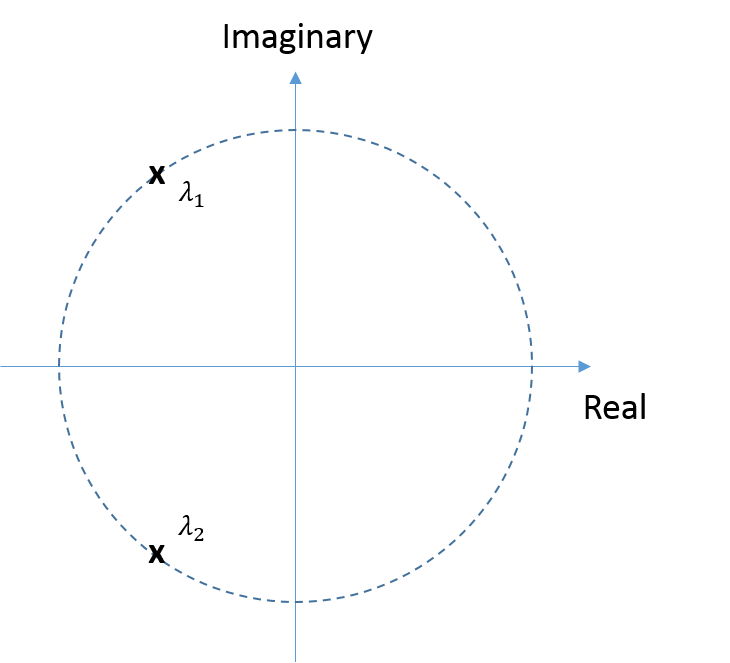 Imaginary
x
λ₁
Real
λ₂
x